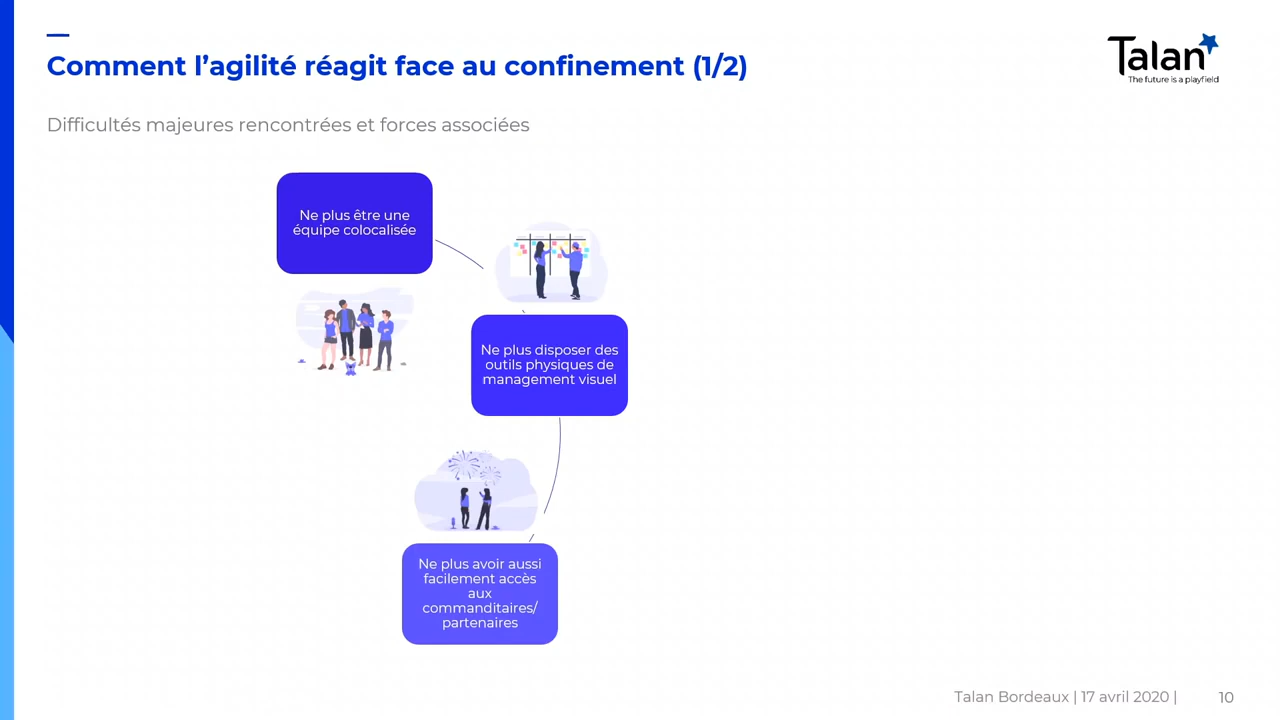 Comment l’agilité réagit face au confinement (1/2)
Talan
The future is a playfield
Difficultés majeures rencontrées et forces associées
Ne plus être une
équipe colocalisée
Ne plus disposer des
outils physiques de
management visuel
Ne plus avoir aussi
facilement accès
aux
commanditaires/
partenaires
Talan Bordeaux | 17 avril 2020 |
10